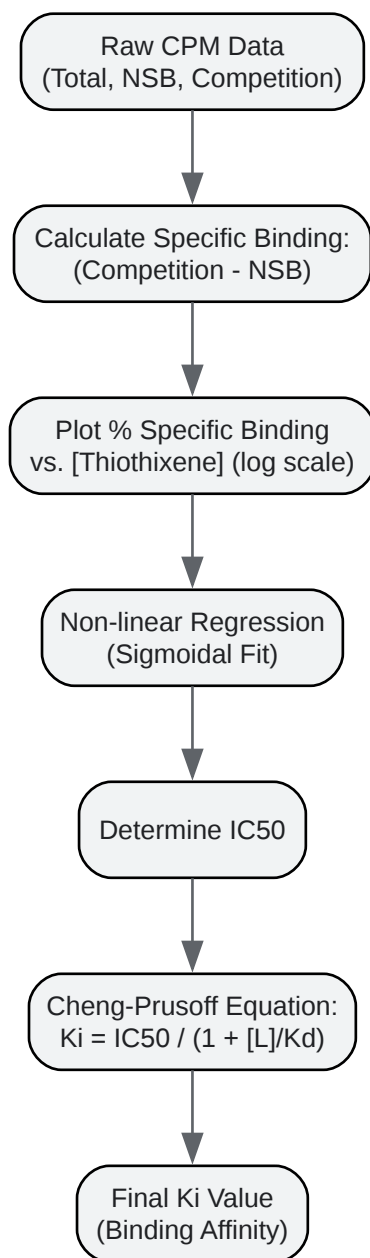 Raw CPM Data
(Total, NSB, Competition)
Calculate Specific Binding:
(Competition - NSB)
Plot % Specific Binding
vs. [Thiothixene] (log scale)
Non-linear Regression
(Sigmoidal Fit)
Determine IC50
Cheng-Prusoff Equation:
Ki = IC50 / (1 + [L]/Kd)
Final Ki Value
(Binding Affinity)